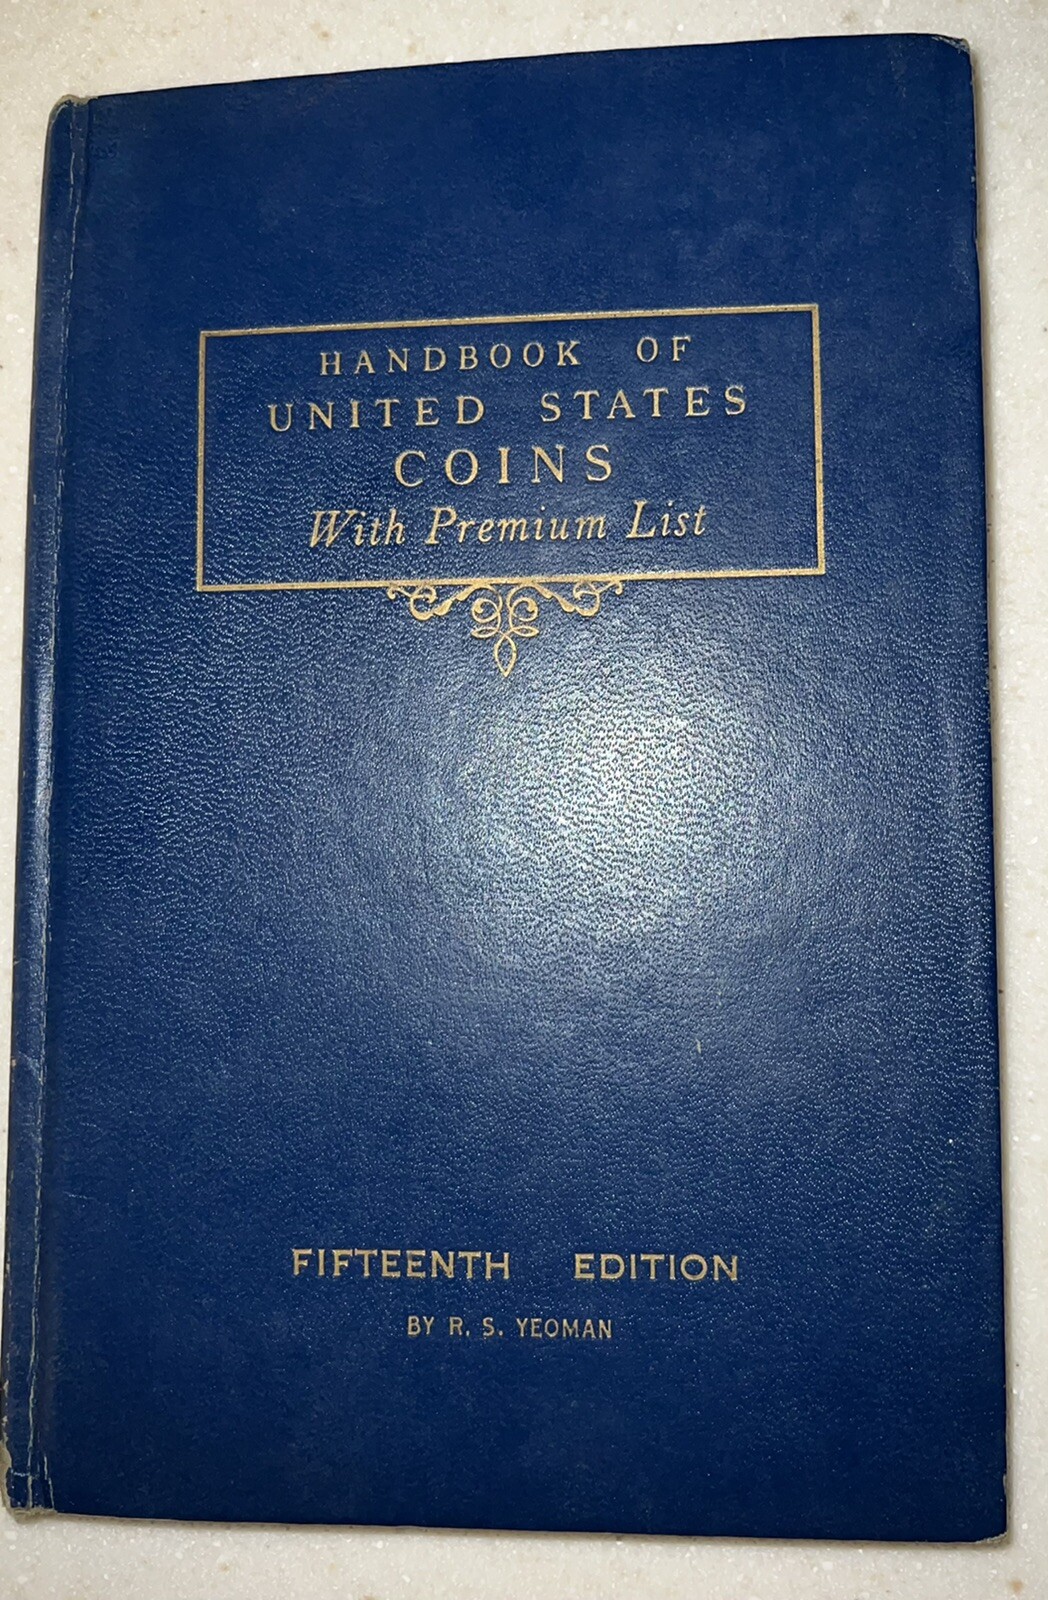 HANDBOOK OF
UNITED STATES
COINS
With Premium List
FIFTEENTH EDITION
BY R. S. YEOMAN